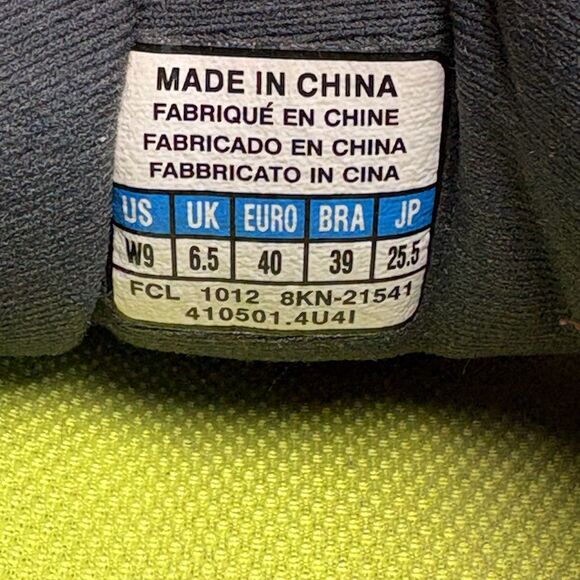 MADE IN CHINA
FABRIQUÉ EN CHINE
FABRICADO EN CHINA
FABBRICATO IN CINA
US UK EURO BRA JP
W9 6.5 40 39 25.5
FCL 1012 8KN-21541
410501.4U4I